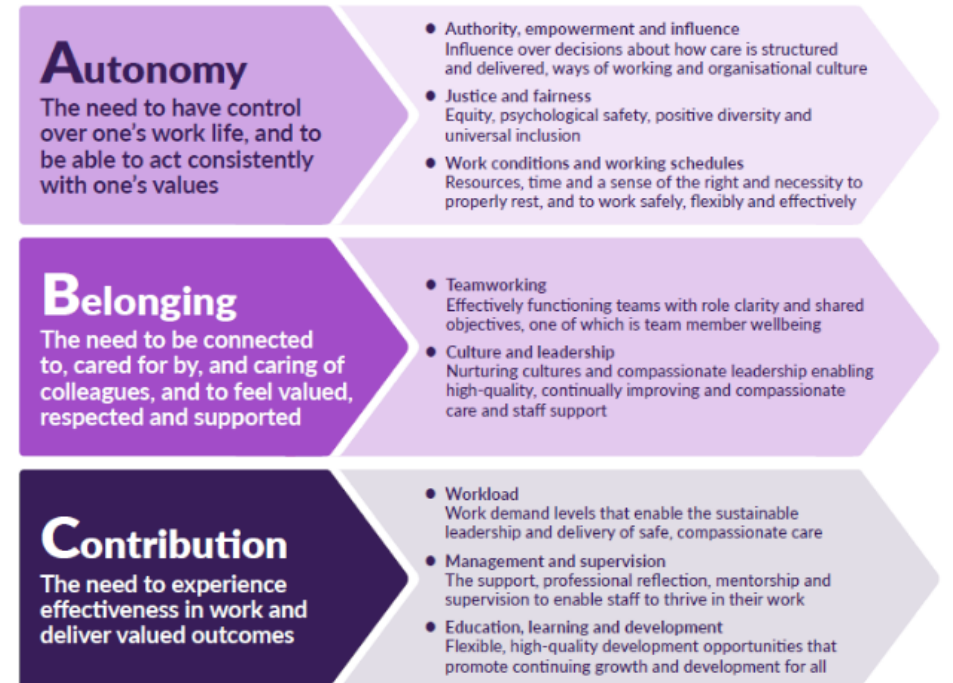 Autonomy
The need to have control
over one's work life, and to
be able to act consistently
with one's values
● Authority, empowerment and influence
Influence over decisions about how care is structured
and delivered, ways of working and organisational culture
● Justice and fairness
Equity, psychological safety, positive diversity and
universal inclusion
● Work conditions and working schedules
Resources, time and a sense of the right and necessity to
properly rest, and to work safely, flexibly and effectively
Belonging
The need to be connected
to, cared for by, and caring of
colleagues, and to feel valued,
respected and supported
● Teamworking
Effectively functioning teams with role clarity and shared
objectives, one of which is team member wellbeing
● Culture and leadership
Nurturing cultures and compassionate leadership enabling
high-quality, continually improving and compassionate
care and staff support
Contribution
The need to experience
effectiveness in work and
deliver valued outcomes
● Workload
Work demand levels that enable the sustainable
leadership and delivery of safe, compassionate care
● Management and supervision
The support, professional reflection, mentorship and
supervision to enable staff to thrive in their work
● Education, learning and development
Flexible, high-quality development opportunities that
promote continuing growth and development for all